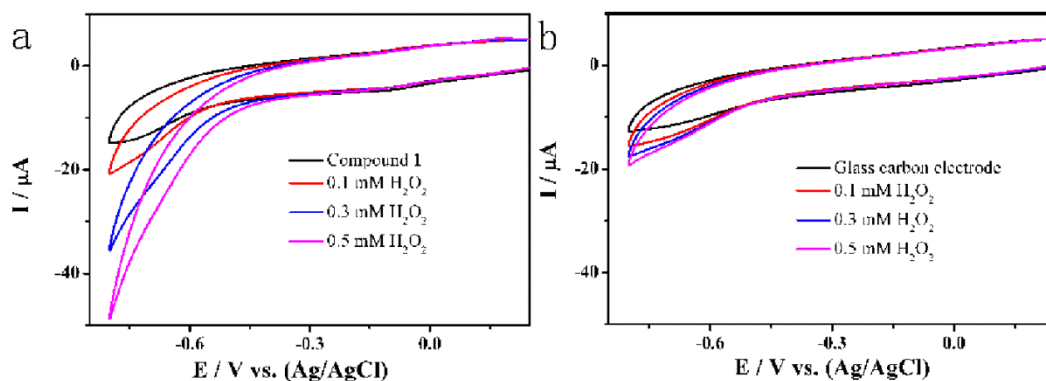 a
I / μA
0
-20
-40
Compound 1
0.1 mM H₂O₂
0.3 mM H₂O₂
0.5 mM H₂O₂
-0.6
-0.3
0.0
E / V vs. (Ag/AgCl)
b
I / μA
0
-20
-40
Glass carbon electrode
0.1 mM H₂O₂
0.3 mM H₂O₂
0.5 mM H₂O₂
-0.6
-0.3
0.0
E / V vs. (Ag/AgCl)